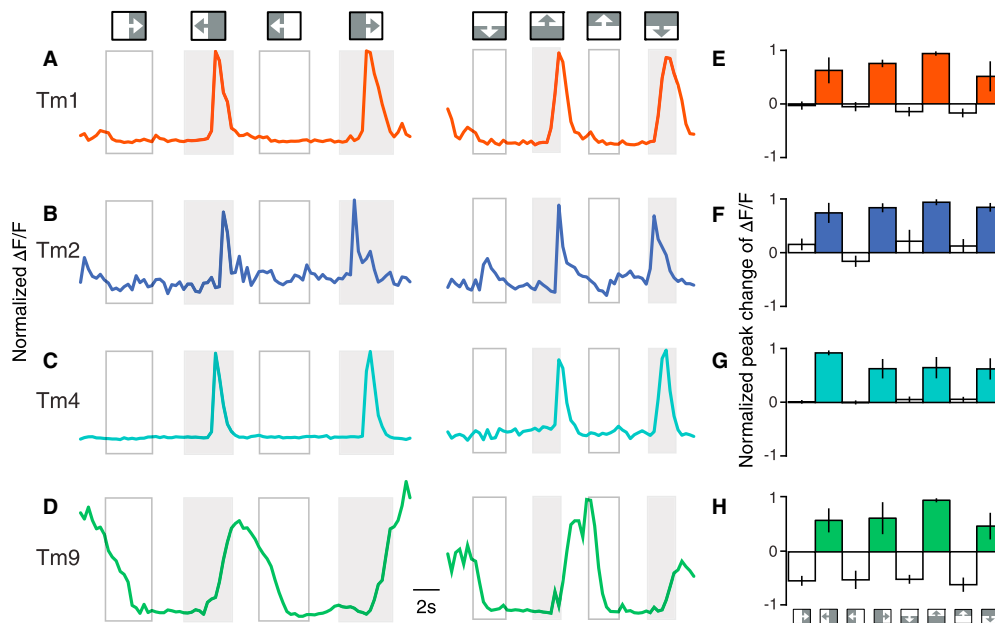 A
Tm1
B
Tm2
C
Tm4
D
Tm9
Normalized ΔF/F
2s
E
1
0
-1
F
1
0
-1
G
1
0
-1
H
1
0
-1
Normalized peak change of ΔF/F